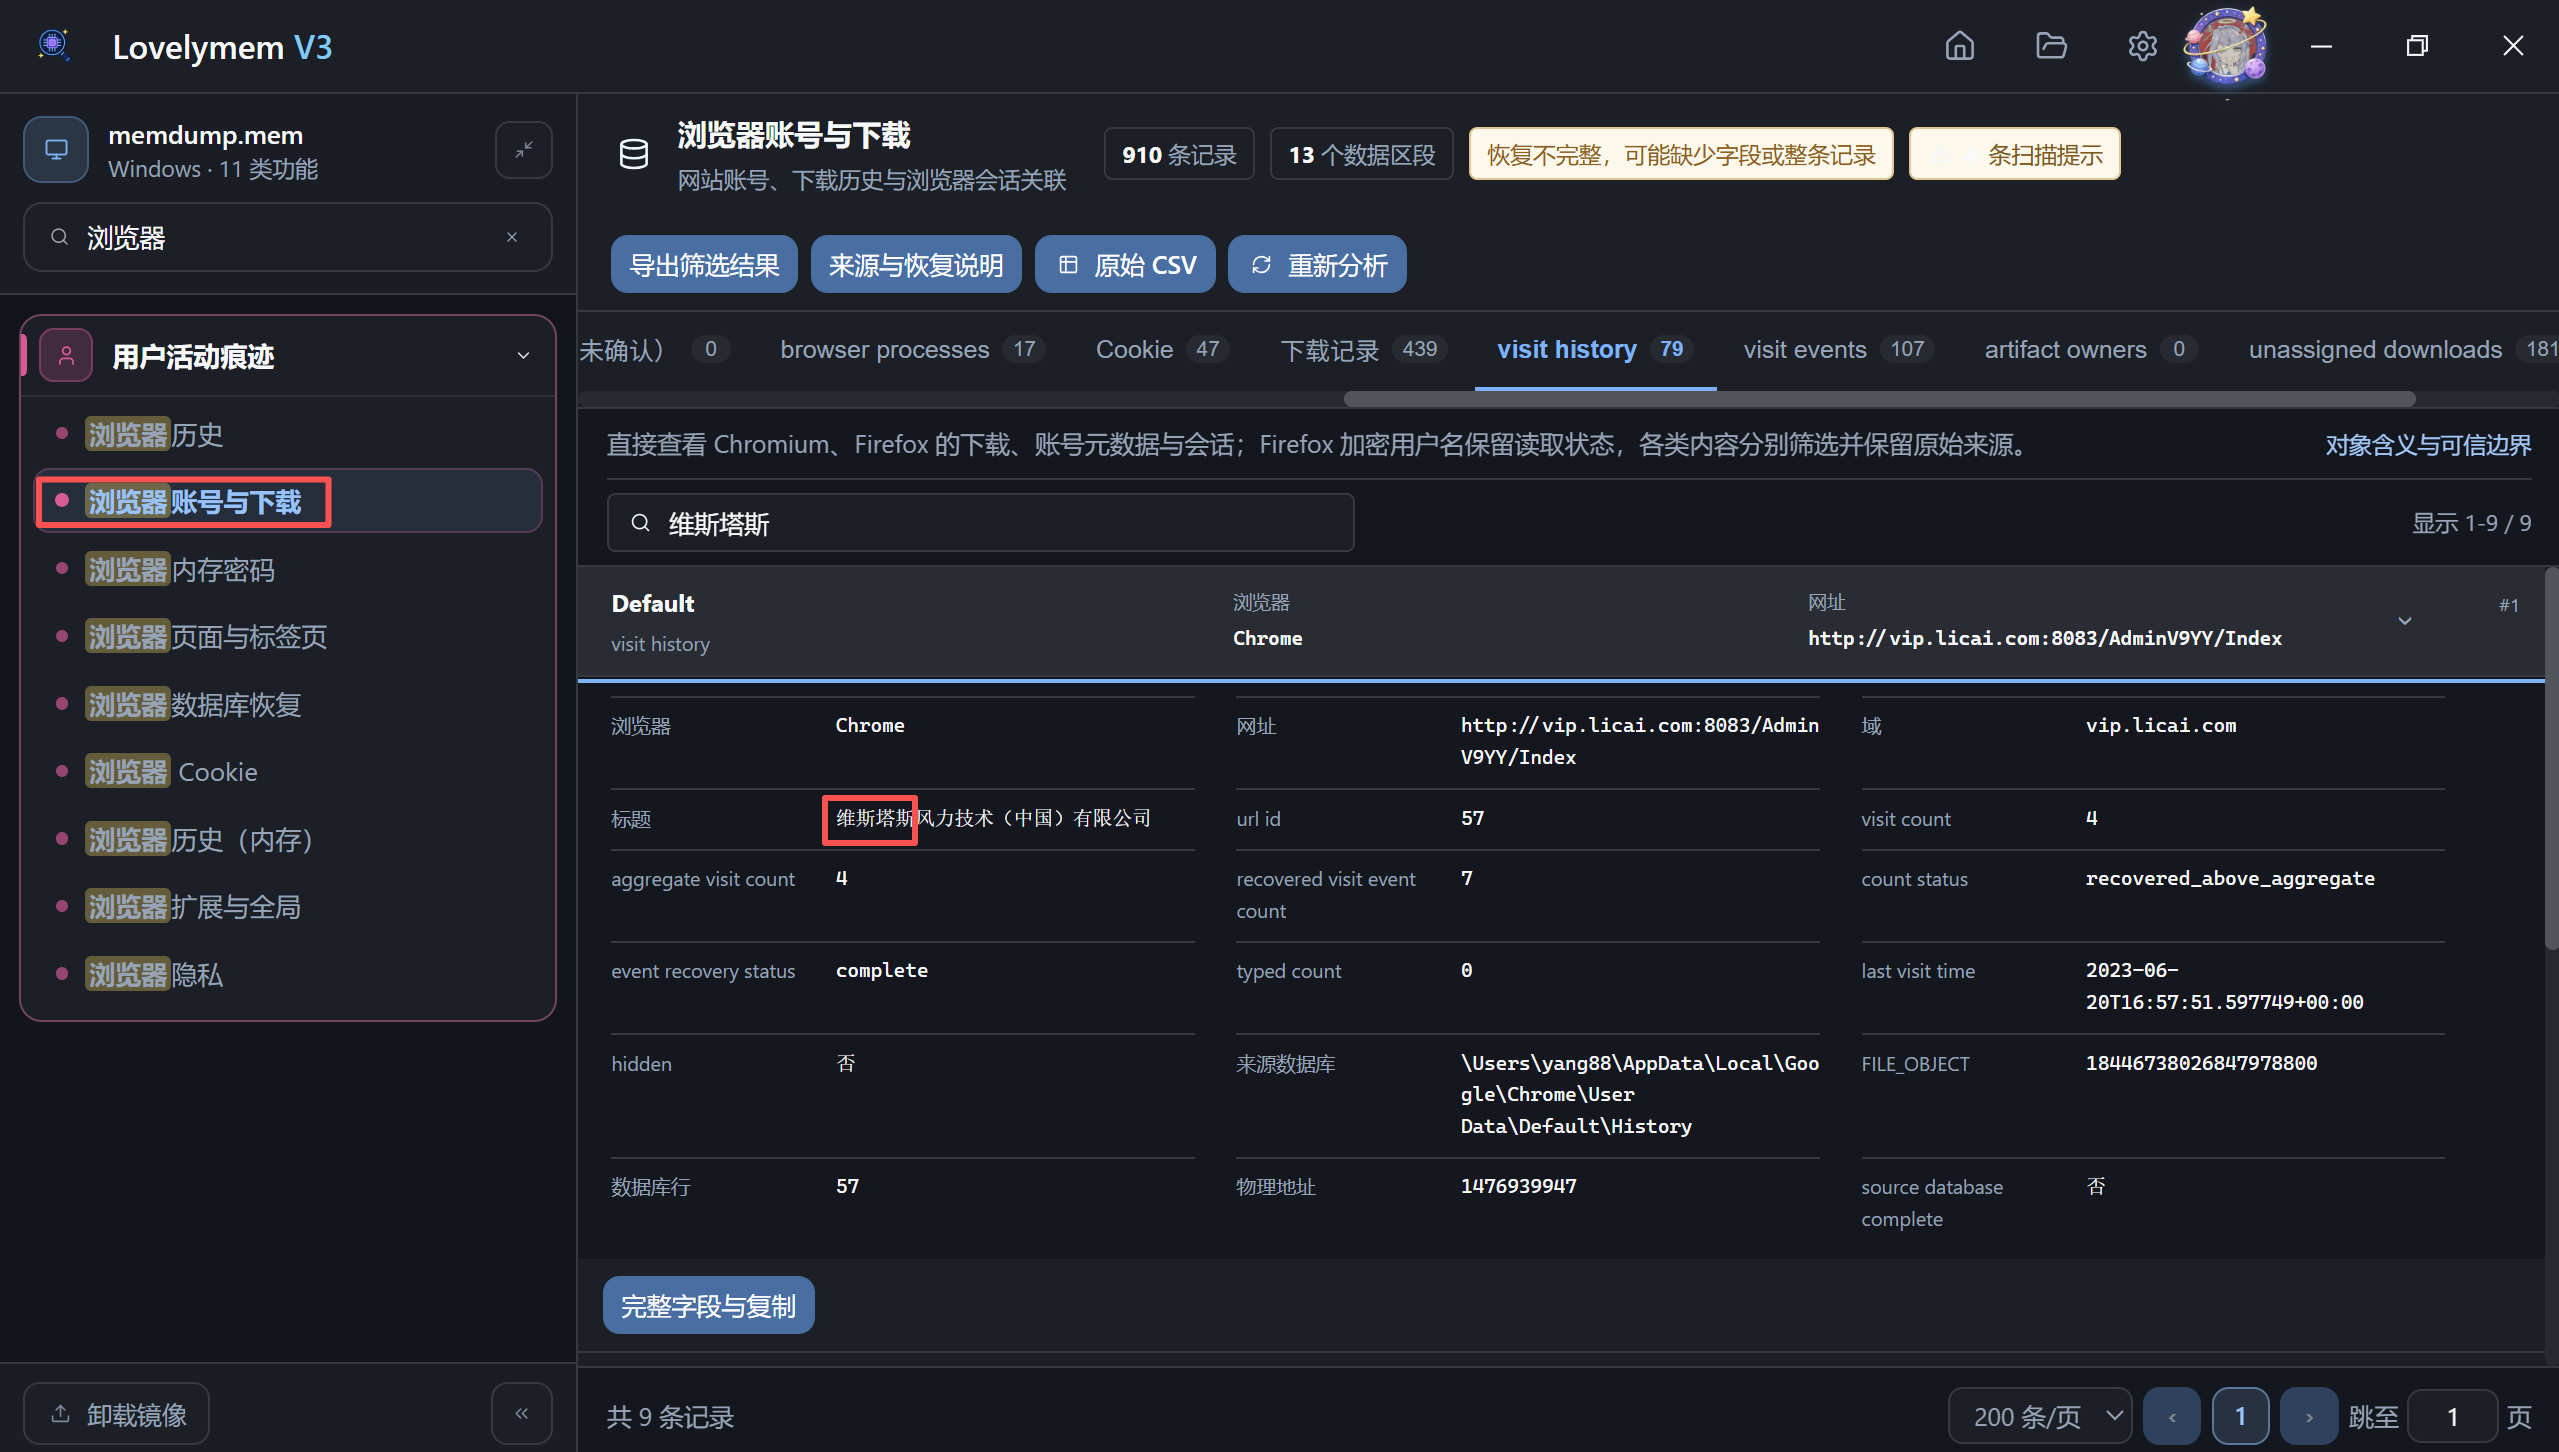 Lovelymem V3
memdump.mem
Windows · 11 类功能
浏览器
用户活动痕迹
浏览器历史
浏览器账号与下载
浏览器内存密码
浏览器页面与标签页
浏览器数据库恢复
浏览器 Cookie
浏览器历史（内存）
浏览器扩展与全局
浏览器隐私
卸载镜像
浏览器账号与下载
网站账号、下载历史与浏览器会话关联
910 条记录
13 个数据区段
恢复不完整，可能缺少字段或整条记录
条扫描提示
导出筛选结果
来源与恢复说明
原始 CSV
重新分析
未确认） 0
browser processes 17
Cookie 47
下载记录 439
visit history 79
visit events 107
artifact owners 0
unassigned downloads 181
直接查看 Chromium、Firefox 的下载、账号元数据与会话；Firefox 加密用户名保留读取状态，各类内容分别筛选并保留原始来源。
对象含义与可信边界
维斯塔斯
显示 1-9 / 9
Default
visit history
浏览器
Chrome
网址
http://vip.licai.com:8083/AdminV9YY/Index
#1
浏览器 Chrome
网址 http://vip.licai.com:8083/Admin
V9YY/Index
域 vip.licai.com
标题 维斯塔斯风力技术（中国）有限公司
url id 57
visit count 4
aggregate visit count 4
recovered visit event 7
count
count status recovered_above_aggregate
event recovery status complete
typed count 0
last visit time 2023-06-
20T16:57:51.597749+00:00
hidden 否
来源数据库 \Users\yang88\AppData\Local\Goo
gle\Chrome\User
Data\Default\History
FILE_OBJECT 18446738026847978800
数据库行 57
物理地址 1476939947
source database 否
complete
完整字段与复制
共 9 条记录
200 条/页
1
跳至 1 页